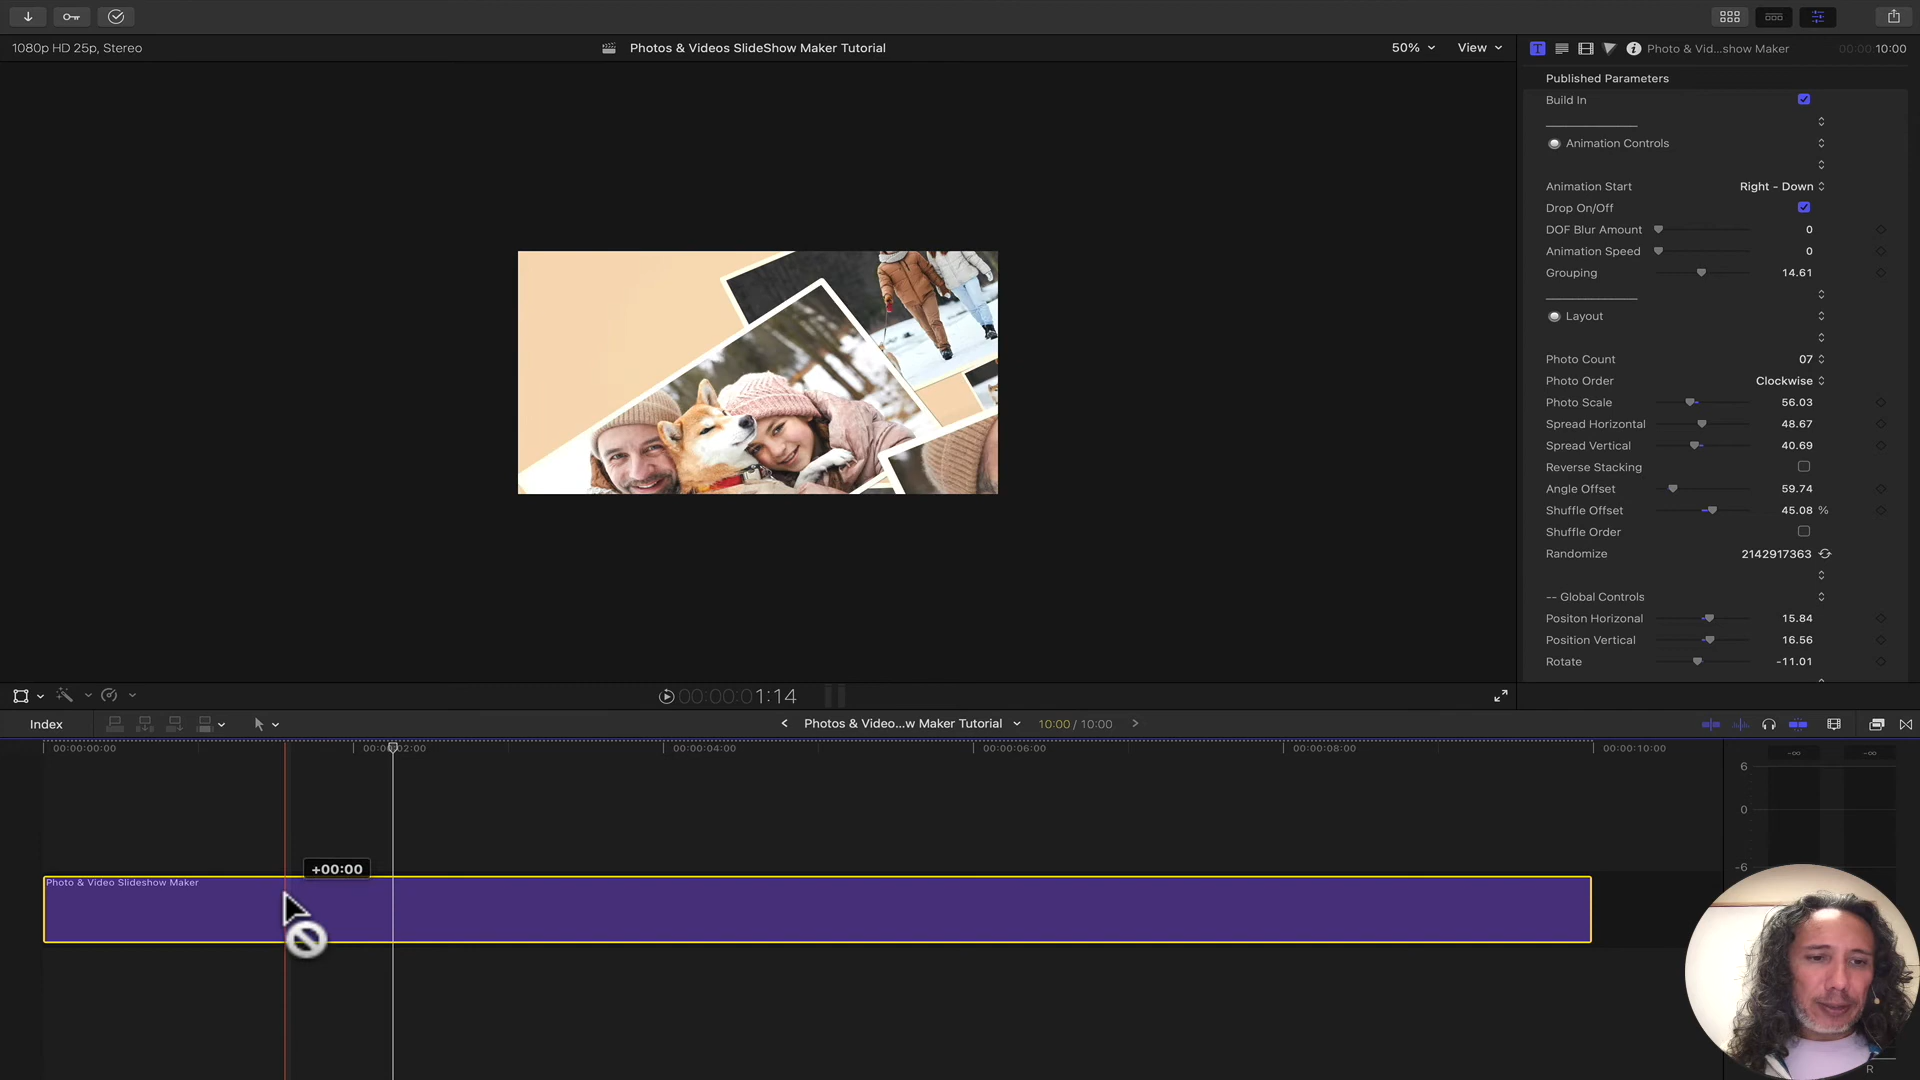 1080p HD 25p, Stereo
Photos & Videos SlideShow Maker Tutorial
50%
View
Photo & Vid...show Maker
00:00:10:00
Published Parameters
Build In
Animation Controls
Animation Start
Right - Down
Drop On/Off
DOF Blur Amount
0
Animation Speed
0
Grouping
14.61
Layout
Photo Count
07
Photo Order
Clockwise
Photo Scale
56.03
Spread Horizontal
48.67
Spread Vertical
40.69
Reverse Stacking
Angle Offset
59.74
Shuffle Offset
45.08 %
Shuffle Order
Randomize
2142917363
-- Global Controls
Positon Horizonal
15.84
Position Vertical
16.56
Rotate
-11.01
00:00:01:14
Index
Photos & Video...w Maker Tutorial
10:00 / 10:00
00:00:00:00
00:00:02:00
00:00:04:00
00:00:06:00
00:00:08:00
00:00:10:00
+00:00
Photo & Video Slideshow Maker
-∞
-∞
6
0
-6
R